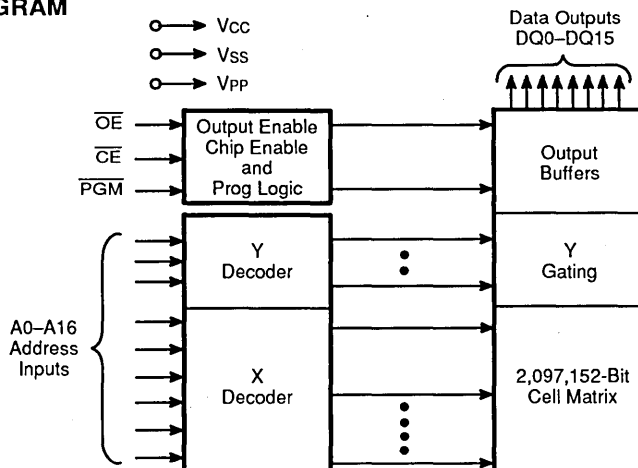 GRAM
Data Outputs
DQ0–DQ15
VCC
VSS
VPP
OE
CE
PGM
Output Enable
Chip Enable
and
Prog Logic
Output
Buffers
Y
Decoder
Y
Gating
A0–A16
Address
Inputs
X
Decoder
2,097,152-Bit
Cell Matrix